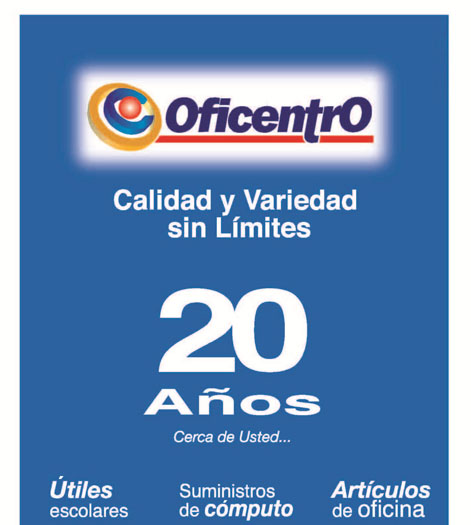 OficentrO
Calidad y Variedad
sin Límites
20
Años
Cerca de Usted...
Útiles
escolares
Suministros
de cómputo
Artículos
de oficina